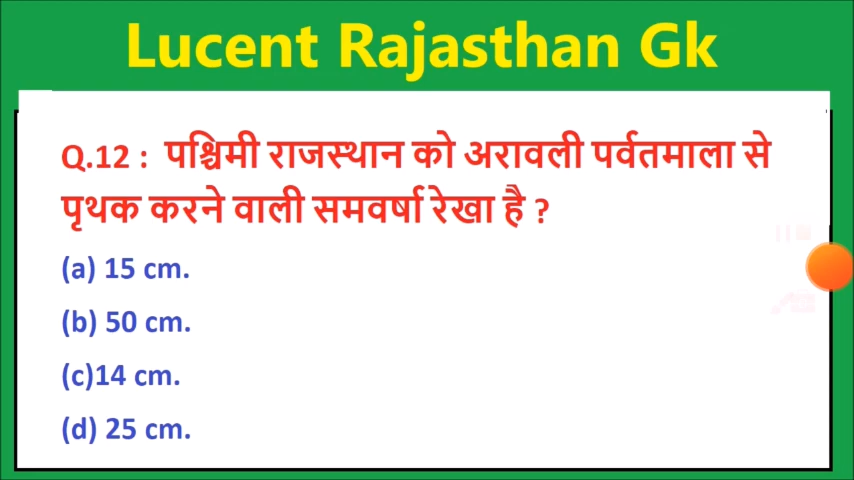 Lucent Rajasthan Gk
Q.12 : पश्चिमी राजस्थान को अरावली पर्वतमाला से
पृथक करने वाली समवर्षा रेखा है ?
(a) 15 cm.
(b) 50 cm.
(c)14 cm.
(d) 25 cm.